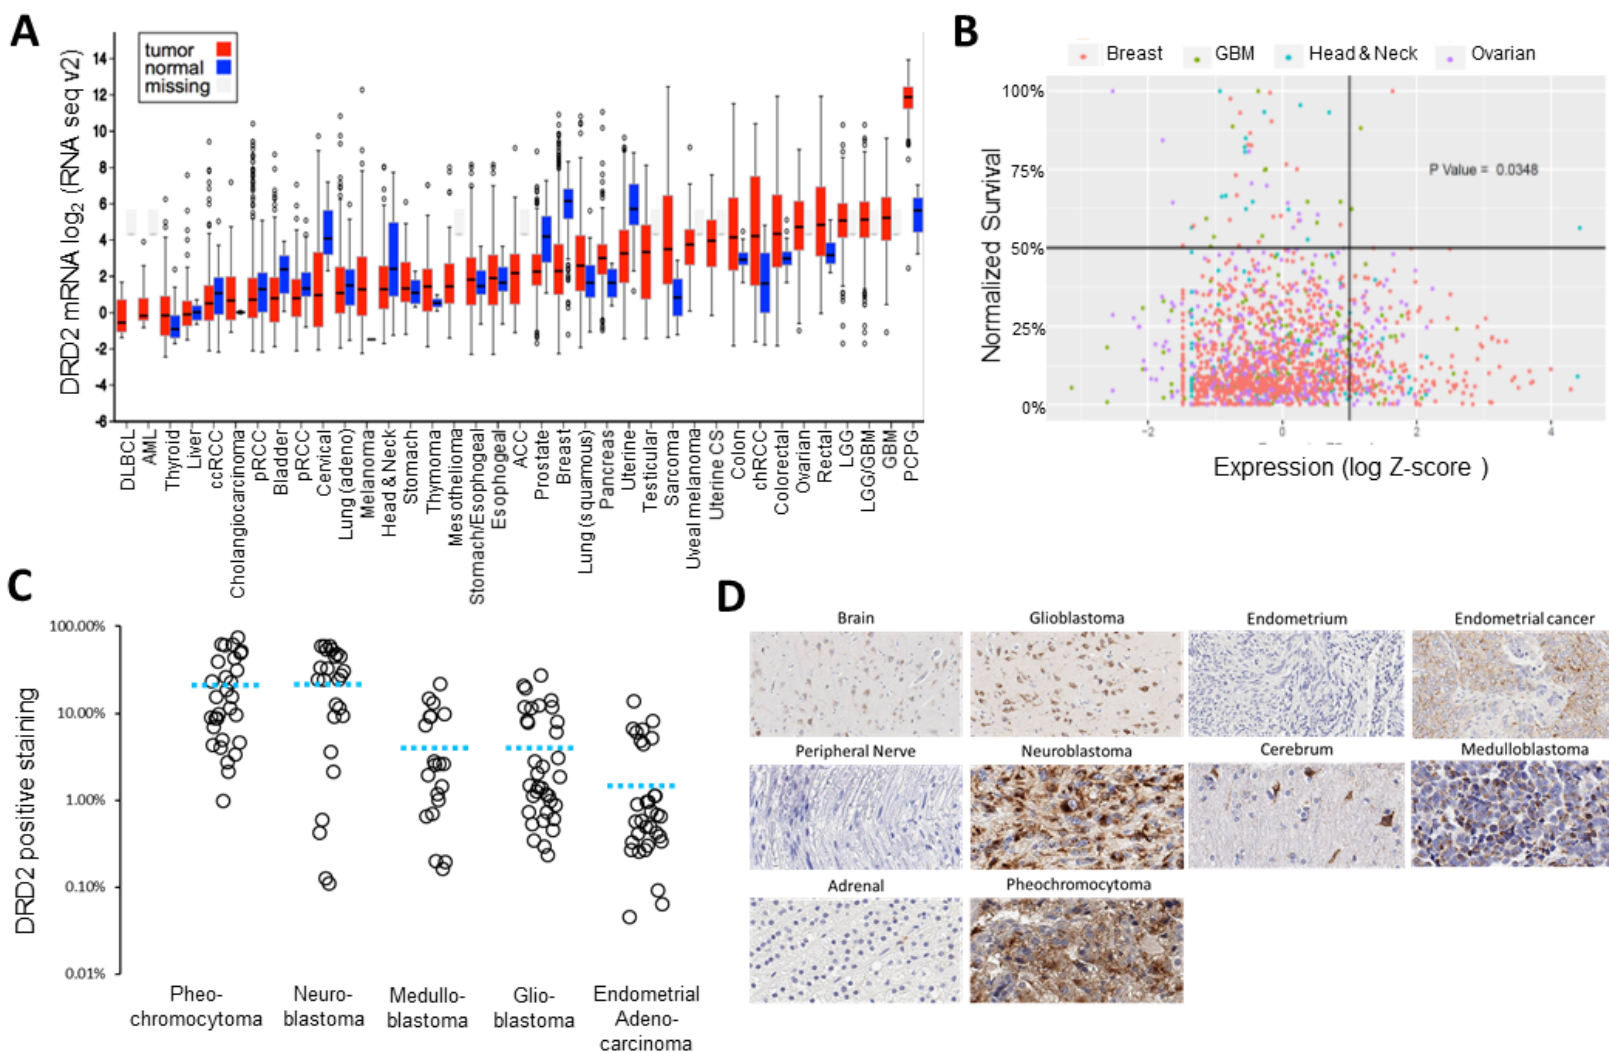 A
tumor
normal
missing
DRD2 mRNA log2 (RNA seq v2)
14
12
10
8
6
4
2
0
-2
-4
-6
DLBCL
AML
Thyroid
Liver
ccRCC
Cholangiocarcinoma
pRCC
Bladder
pRCC
Cervical
Lung (adeno)
Melanoma
Head & Neck
Stomach
Thymoma
Mesothelioma
Stomach/Esophogeal
Esophogeal
ACC
Prostate
Breast
Lung (squamous)
Pancreas
Uterine
Testicular
Sarcoma
Uveal melanoma
Uterine CS
Colon
chRCC
Colorectal
Ovarian
Rectal
LGG
LGG/GBM
GBM
PCPG
B
Breast GBM Head & Neck Ovarian
Normalized Survival
100%
75%
50%
25%
0%
P Value = 0.0348
-2 0 2 4
Expression (log Z-score )
C
DRD2 positive staining
100.00%
10.00%
1.00%
0.10%
0.01%
Pheo-
chromocytoma
Neuro-
blastoma
Medullo-
blastoma
Glio-
blastoma
Endometrial
Adeno-
carcinoma
D
Brain Glioblastoma Endometrium Endometrial cancer
Peripheral Nerve Neuroblastoma Cerebrum Medulloblastoma
Adrenal Pheochromocytoma